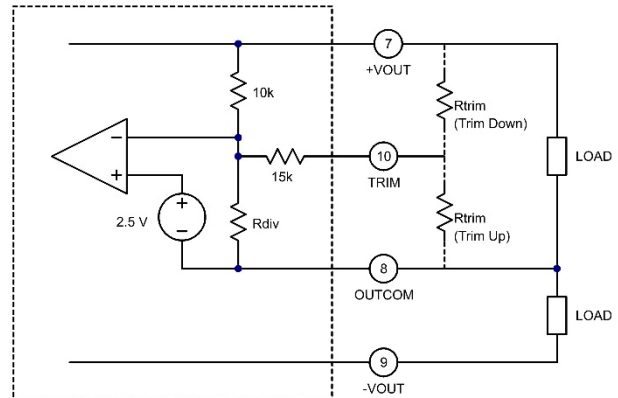 7
+VOUT
10k
Rtrim
(Trim Down)
−
10
LOAD
15k
TRIM
+
2.5 V
+
−
Rdiv
Rtrim
(Trim Up)
8
OUTCOM
LOAD
9
-VOUT